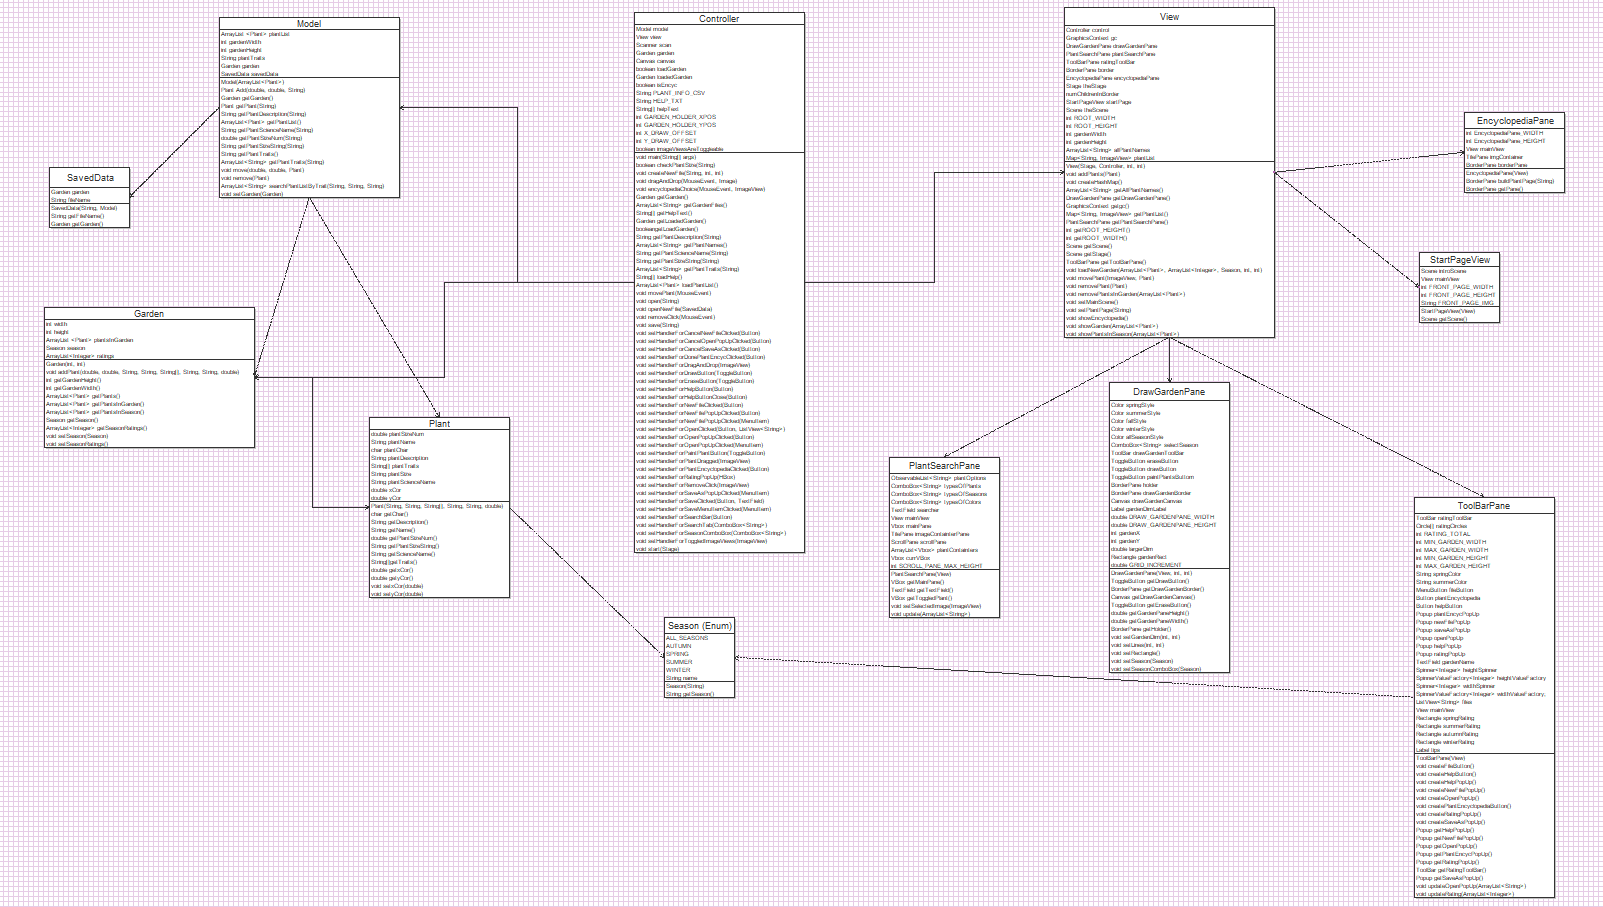 Model
ArrayList <Plant> plantList
int gardenWidth
int gardenHeight
String plantTraits
Garden garden
SavedData savedData
Model(ArrayList<Plant>)
Plant Add(double, double, String)
Garden getGarden()
Plant getPlant(String)
String getPlantDescription(String)
ArrayList<Plant> getPlantList()
String getPlantScienceName(String)
double getPlantSizeNum(String)
String getPlantSizeString(String)
String getPlantTraits()
ArrayList<String> getPlantTraits(String)
void move(double, double, Plant)
void remove(Plant)
ArrayList<String> searchPlantListByTrait(String, String, String)
void setGarden(Garden)
SavedData
Garden garden
String fileName
SavedData(String, Model)
String getFileName()
Garden getGarden()
Garden
int width
int height
ArrayList <Plant> plantsInGarden
Season season
ArrayList<Integer> ratings
Garden(int, int)
void addPlant(double, double, String, String, String[], String, String, double)
int getGardenHeight()
int getGardenWidth()
ArrayList<Plant> getPlants()
ArrayList<Plant> getPlantsInGarden()
ArrayList<Plant> getPlantsInSeason()
Season getSeason()
ArrayList<Integer> getSeasonRatings()
void setSeason(Season)
void setSeasonRatings()
Plant
double plantSizeNum
String plantName
char plantChar
String plantDescription
String[] plantTraits
String plantSize
String plantScienceName
double xCor
double yCor
Plant(String, String, String[], String, String, double)
char getChar()
String getDescription()
String getName()
double getPlantSizeNum()
String getPlantSizeString()
String getScienceName()
String[]getTraits()
double getxCor()
double getyCor()
void setxCor(double)
void setyCor(double)
Controller
Model model
View view
Scanner scan
Garden garden
Canvas canvas
boolean loadGarden
Garden loadedGarden
boolean isEncyc
String PLANT_INFO_CSV
String HELP_TXT
String[] helpText
int GARDEN_HOLDER_XPOS
int GARDEN_HOLDER_YPOS
int X_DRAW_OFFSET
int Y_DRAW_OFFSET
boolean imageViewsAreToggleable
void main(String[] args)
boolean checkPlantSize(String)
void createNewFile(String, int, int)
void dragAndDrop(MouseEvent, Image)
void encyclopediaChoice(MouseEvent, ImageView)
Garden getGarden()
ArrayList<String> getGardenFiles()
String[] getHelpText()
Garden getLoadedGarden()
booleangetLoadGarden()
String getPlantDescription(String)
ArrayList<String> getPlantNames()
String getPlantScienceName(String)
String getPlantSizeString(String)
ArrayList<String> getPlantTraits(String)
String[] loadHelp()
ArrayList<Plant> loadPlantList()
void movePlant(MouseEvent)
void open(String)
void openNewFile(SavedData)
void removeClick(MouseEvent)
void save(String)
void setHandlerForCancelNewFileClicked(Button)
void setHandlerForCancelOpenPopUpClicked(Button)
void setHandlerForCancelSaveAsClicked(Button)
void setHandlerForDonePlantEncycClicked(Button)
void setHandlerForDragAndDrop(ImageView)
void setHandlerForDrawButton(ToggleButton)
void setHandlerForEraseButton(ToggleButton)
void setHandlerForHelpButton(Button)
void setHandlerForHelpButtonClose(Button)
void setHandlerForNewFileClicked(Button)
void setHandlerForNewFilePopUpClicked(Button)
void setHandlerForNewFilePopUpClicked(MenuItem)
void setHandlerForOpenClicked(Button, ListView<String>)
void setHandlerForOpenPopUpClicked(Button)
void setHandlerForOpenPopUpClicked(MenuItem)
void setHandlerForPaintPlantButton(ToggleButton)
void setHandlerForPlantDragged(ImageView)
void setHandlerForPlantEncyclopediaClicked(Button)
void setHandlerForRatingPopUp(HBox)
void setHandlerForRemoveClick(ImageView)
void setHandlerForSaveAsPopUpClicked(MenuItem)
void setHandlerForSaveClicked(Button, TextField)
void setHandlerForSaveMenuItemClicked(MenuItem)
void setHandlerForSearchBar(Button)
void setHandlerForSearchTab(ComboBox<String>)
void setHandlerForSeasonComboBox(ComboBox<String>)
void setHandlerForToggledImageViews(ImageView)
void start(Stage)
Season (Enum)
ALL_SEASONS
AUTUMN
SPRING
SUMMER
WINTER
String name
Season(String)
String getSeason()
View
Controller control
GraphicsContext gc
DrawGardenPane drawGardenPane
PlantSearchPane plantSearchPane
ToolBarPane ratingToolBar
BorderPane border
EncyclopediaPane encyclopediaPane
Stage theStage
numChildrenInBorder
StartPageView startPage
Scene theScene
int ROOT_WIDTH
int ROOT_HEIGHT
int gardenWidth
int gardenHeight
ArrayList<String> allPlantNames
Map<String, ImageView> plantList
View(Stage, Controller, int, int)
void addPlants(Plant)
void createHashMap()
ArrayList<String> getAllPlantNames()
DrawGardenPane getDrawGardenPane()
GraphicsContext getgc()
Map<String, ImageView> getPlantList()
PlantSearchPane getPlantSearchPane()
int getROOT_HEIGHT()
int getROOT_WIDTH()
Scene getScene()
Scene getStage()
ToolBarPane getToolBarPane()
void loadNewGarden(ArrayList<Plant>, ArrayList<Integer>, Season, int, int)
void movePlant(ImageView, Plant)
void removePlant(Plant)
void removePlantsInGarden(ArrayList<Plant>)
void setMainScene()
void setPlantPage(String)
void showEncyclopedia()
void showGarden(ArrayList<Plant>)
void showPlantsInSeason(ArrayList<Plant>)
EncyclopediaPane
int EncyclopediaPane_WIDTH
int EncyclopediaPane_HEIGHT
View mainView
TilePane imgContainer
BorderPane borderPane
EncyclopediaPane(View)
BorderPane buildPlantPage(String)
BorderPane getPane()
StartPageView
Scene introScene
View mainView
int FRONT_PAGE_WIDTH
int FRONT_PAGE_HEIGHT
String FRONT_PAGE_IMG
StartPageView(View)
Scene getScene()
PlantSearchPane
ObservableList<String> plantOptions
ComboBox<String> typesOfPlants
ComboBox<String> typesOfSeasons
ComboBox<String> typesOfColors
TextField searcher
View mainView
Vbox mainPane
TilePane imageContainerPane
ScrollPane scrollPane
ArrayList<Vbox> plantContainers
Vbox currVBox
int SCROLL_PANE_MAX_HEIGHT
PlantSearchPane(View)
VBox getMainPane()
TextField getTextField()
VBox getToggledPlant()
void setSelectedImage(ImageView)
void update(ArrayList<String>)
DrawGardenPane
Color springStyle
Color summerStyle
Color fallStyle
Color winterStyle
Color allSeasonStyle
ComboBox<String> selectSeason
ToolBar drawGardenToolBar
ToggleButton eraseButton
ToggleButton drawButton
ToggleButton paintPlantsButton
BorderPane holder
BorderPane drawGardenBorder
Canvas drawGardenCanvas
Label gardenDimLabel
double DRAW_GARDENPANE_WIDTH
double DRAW_GARDENPANE_HEIGHT
int gardenX
int gardenY
double largerDim
Rectangle gardenRect
double GRID_INCREMENT
DrawGardenPane(View, int, int)
ToggleButton getDrawButton()
BorderPane getDrawGardenBorder()
Canvas getDrawGardenCanvas()
ToggleButton getEraseButton()
double getGardenPaneHeight()
double getGardenPaneWidth()
BorderPane getHolder()
void setGardenDim(int, int)
void setLines(int, int)
void setRectangle()
void setSeason(Season)
void setSeasonComboBox(Season)
ToolBarPane
ToolBar ratingToolBar
Circle[] ratingCircles
int RATING_TOTAL
int MIN_GARDEN_WIDTH
int MAX_GARDEN_WIDTH
int MIN_GARDEN_HEIGHT
int MAX_GARDEN_HEIGHT
String springColor
String summerColor
MenuButton fileButton
Button plantEncyclopedia
Button helpButton
Popup plantEncycPopUp
Popup newFilePopUp
Popup saveAsPopUp
Popup openPopUp
Popup helpPopUp
Popup ratingPopUp
TextField gardenName
Spinner<Integer> heightSpinner
SpinnerValueFactory<Integer> heightValueFactory
Spinner<Integer> widthSpinner
SpinnerValueFactory<Integer> widthValueFactory,
ListView<String> files
View mainView
Rectangle springRating
Rectangle summerRating
Rectangle autumnRating
Rectangle winterRating
Label tips
ToolBarPane(View)
void createFileButton()
void createHelpButton()
void createHelpPopUp()
void createNewFilePopUp()
void createOpenPopUp()
void createPlantEncyclopediaButton()
void createRatingPopUp()
void createSaveAsPopUp()
Popup getHelpPopUp()
Popup getNewFilePopUp()
Popup getOpenPopUp()
Popup getPlantEncycPopUp()
Popup getRatingPopUp()
ToolBar getRatingToolBar()
Popup getSaveAsPopUp()
void updateOpenPopUp(ArrayList<String>)
void updateRating(ArrayList<Integer>)